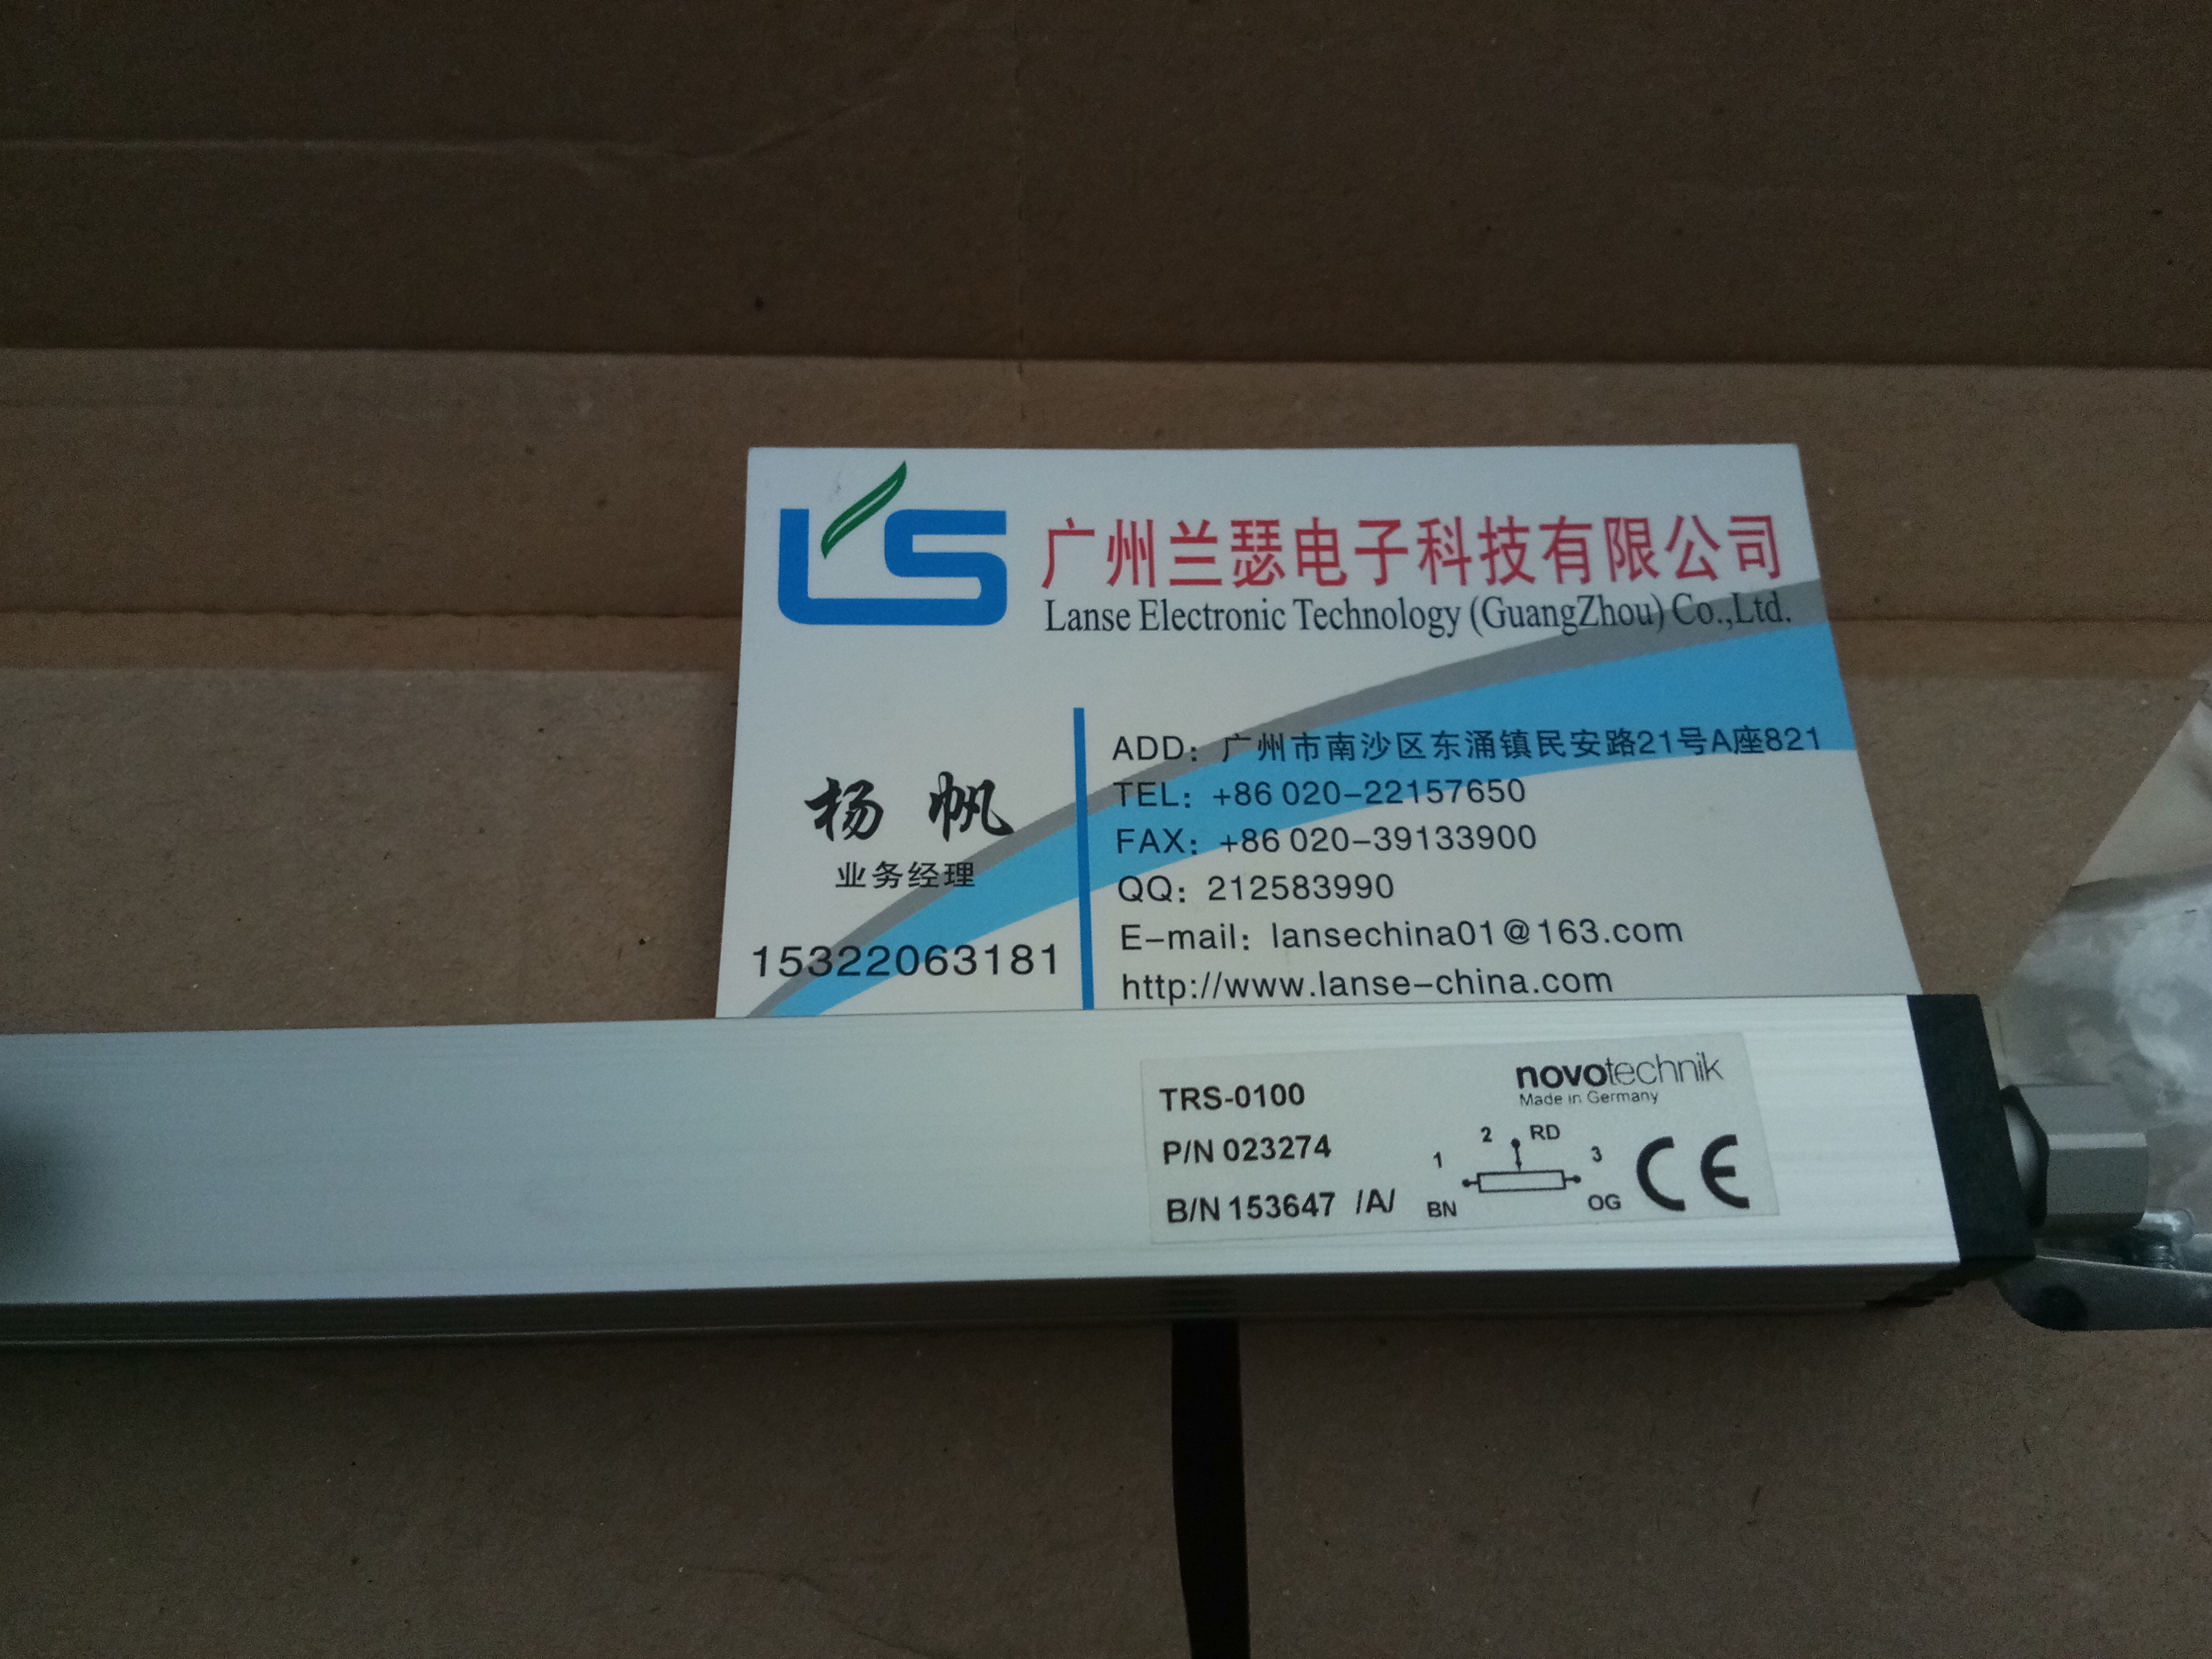 LS
广州兰瑟电子科技有限公司
Lanse Electronic Technology (GuangZhou) Co.,Ltd.
杨 帆
业务经理
15322063181
ADD: 广州市南沙区东涌镇民安路21号A座821
TEL: +86 020-22157650
FAX: +86 020-39133900
QQ: 212583990
E-mail: lansechina01@163.com
http://www.lanse-china.com
TRS-0100
P/N 023274
B/N 153647 /A/
novotechnik
Made in Germany
2 RD
1 3
BN OG
CE